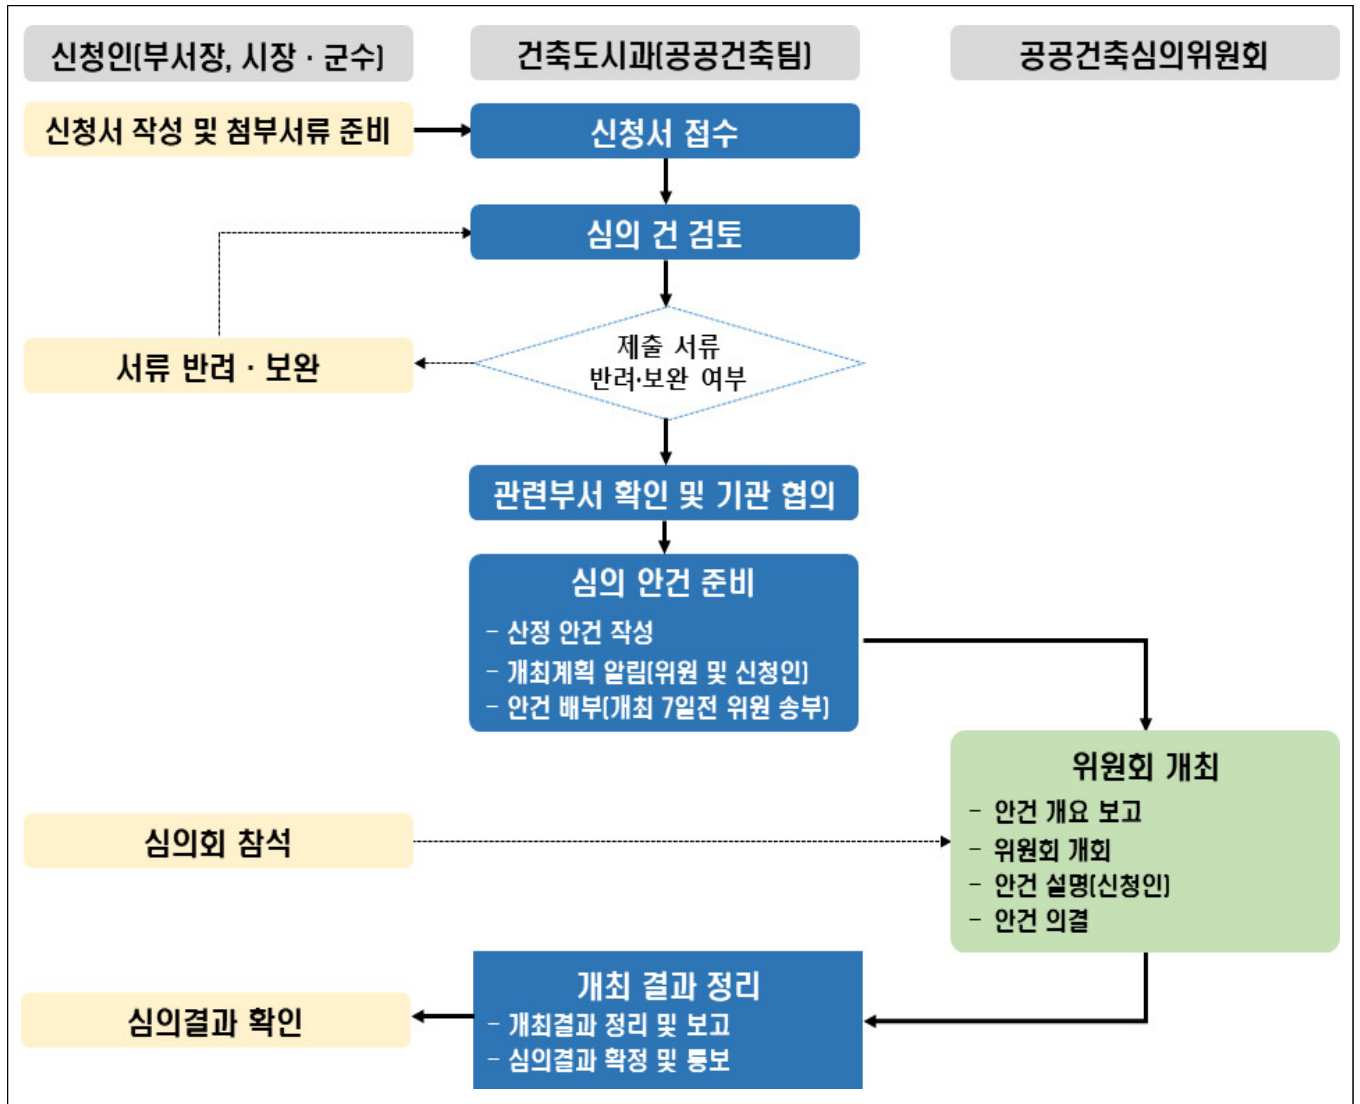 신청인(부서장, 시장 · 군수)
건축도시과(공공건축팀)
공공건축심의위원회
신청서 작성 및 첨부서류 준비
신청서 접수
심의 건 검토
제출 서류
반려·보완 여부
서류 반려 · 보완
관련부서 확인 및 기관 협의
심의 안건 준비
- 산정 안건 작성
- 개최계획 알림(위원 및 신청인)
- 안건 배부(개최 7일전 위원 송부)
위원회 개최
- 안건 개요 보고
- 위원회 개회
- 안건 설명(신청인)
- 안건 의결
심의회 참석
개최 결과 정리
- 개최결과 정리 및 보고
- 심의결과 확정 및 통보
심의결과 확인